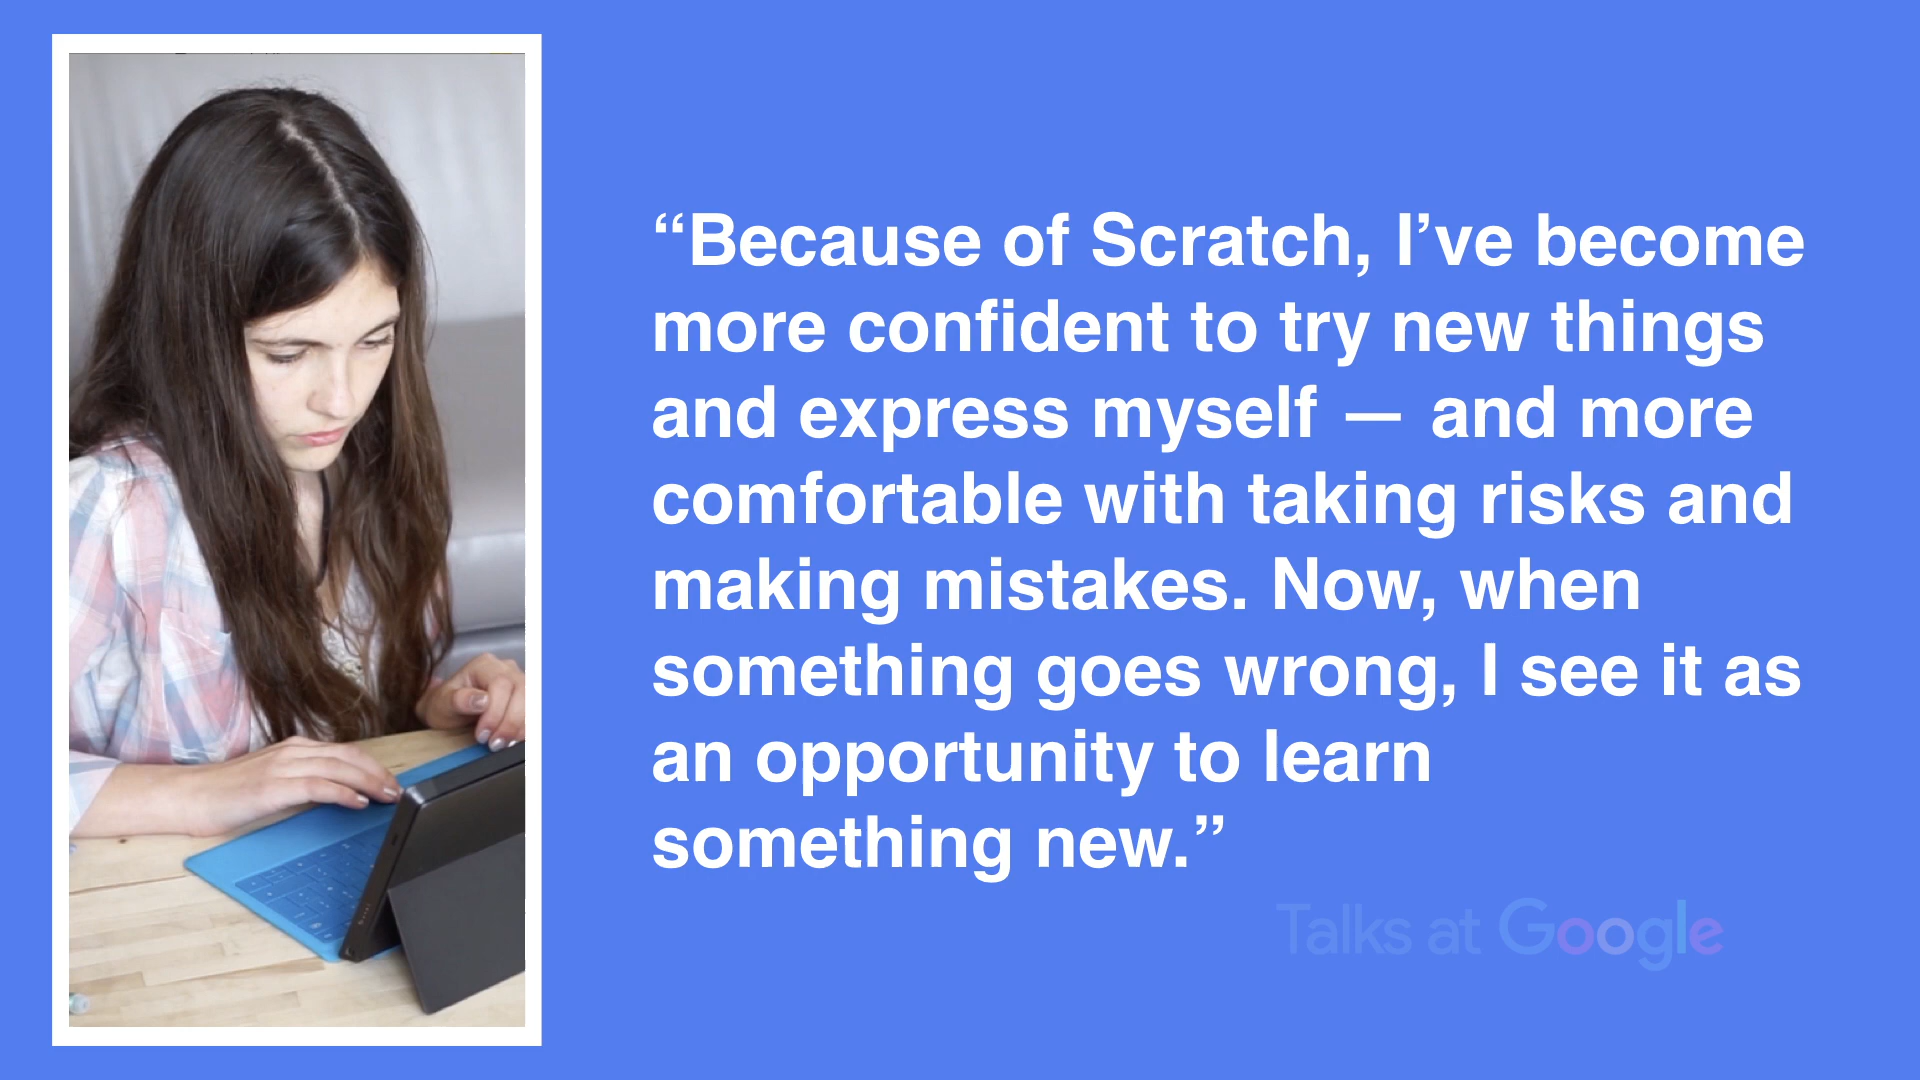 “Because of Scratch, I’ve become
more confident to try new things
and express myself — and more
comfortable with taking risks and
making mistakes. Now, when
something goes wrong, I see it as
an opportunity to learn
something new.”
Talks at Google